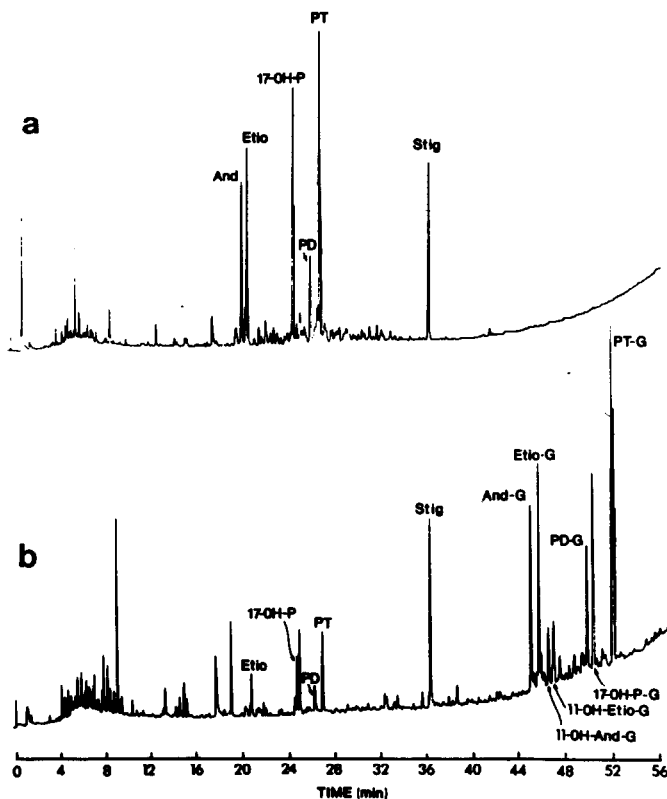 PT
17-OH-P
a
Etio
And
Stig
PD
PT-G
Etio-G
And-G
Stig
PD-G
b
17-OH-P
PT
Etio
PD
17-OH-P-G
11-OH-Etio-G
11-OH-And-G
0 4 8 12 16 20 24 28 32 36 40 44 48 52 56
TIME (min)